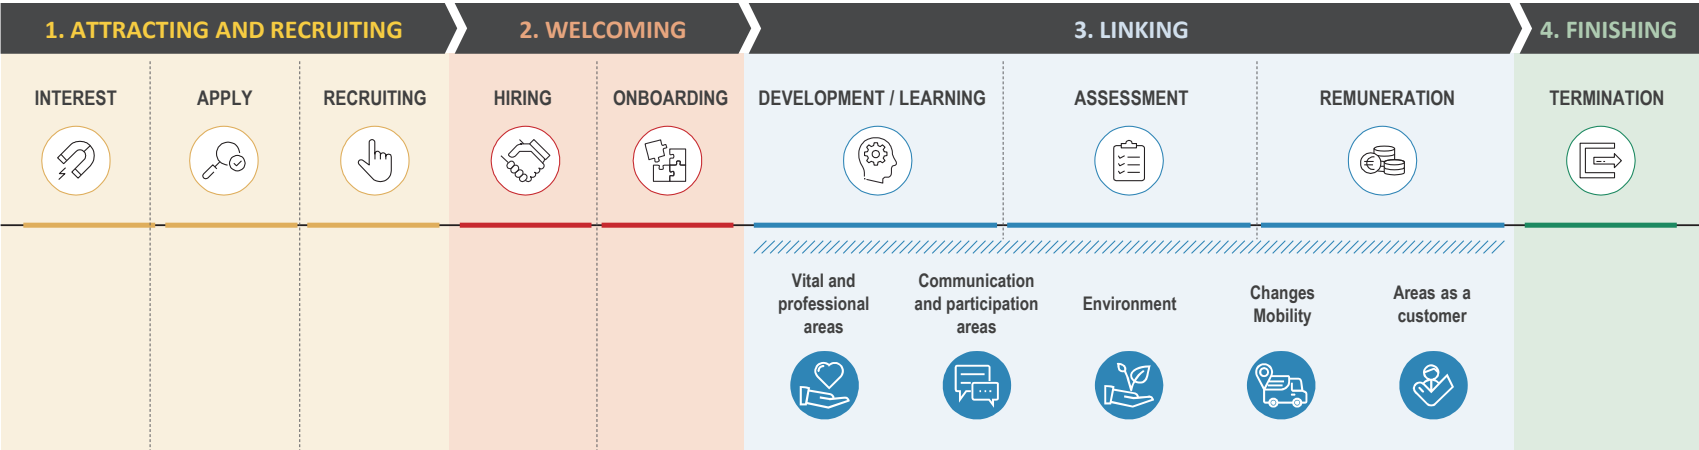 1. ATTRACTING AND RECRUITING
2. WELCOMING
3. LINKING
4. FINISHING
INTEREST
APPLY
RECRUITING
HIRING
ONBOARDING
DEVELOPMENT / LEARNING
ASSESSMENT
REMUNERATION
TERMINATION
Vital and
professional
areas
Communication
and participation
areas
Environment
Changes
Mobility
Areas as a
customer